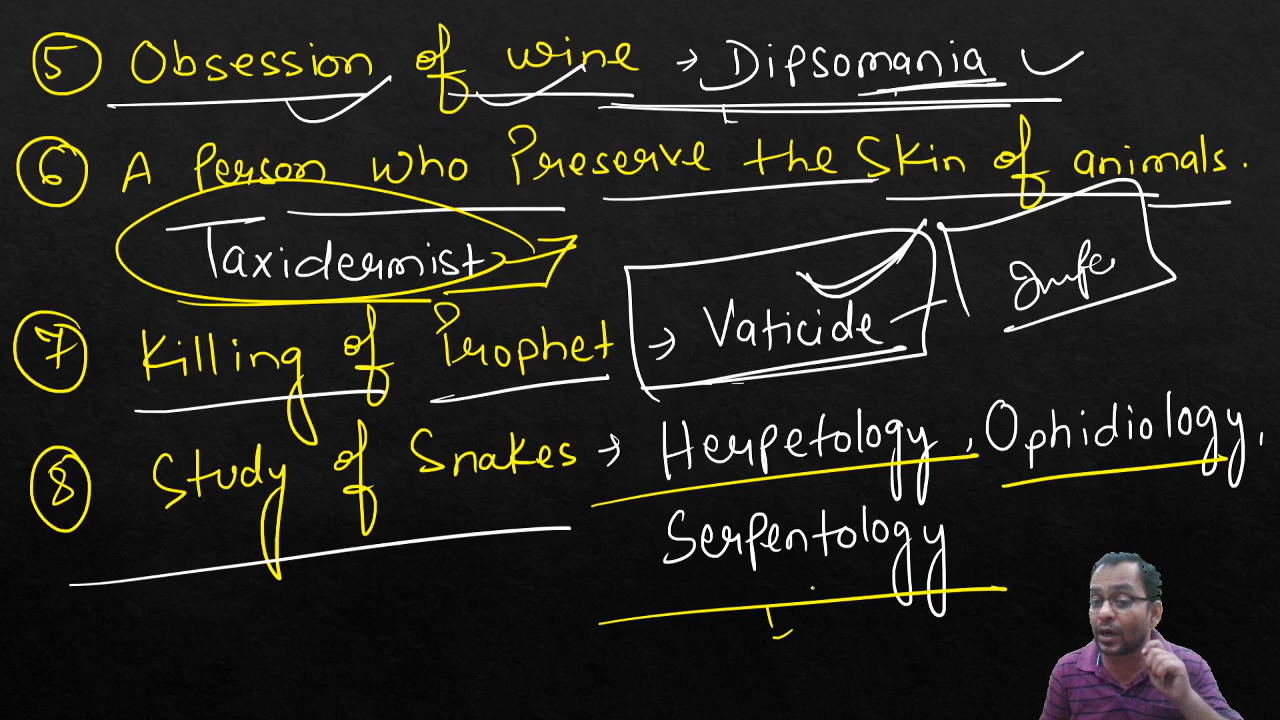 5 Obsession of wine → Dipsomania
6 A Person who Preserve the Skin of animals.
Taxidermist
7 Killing of Prophet → Vaticide
8 Study of Snakes → Herpetology, Ophidiology,
Serpentology